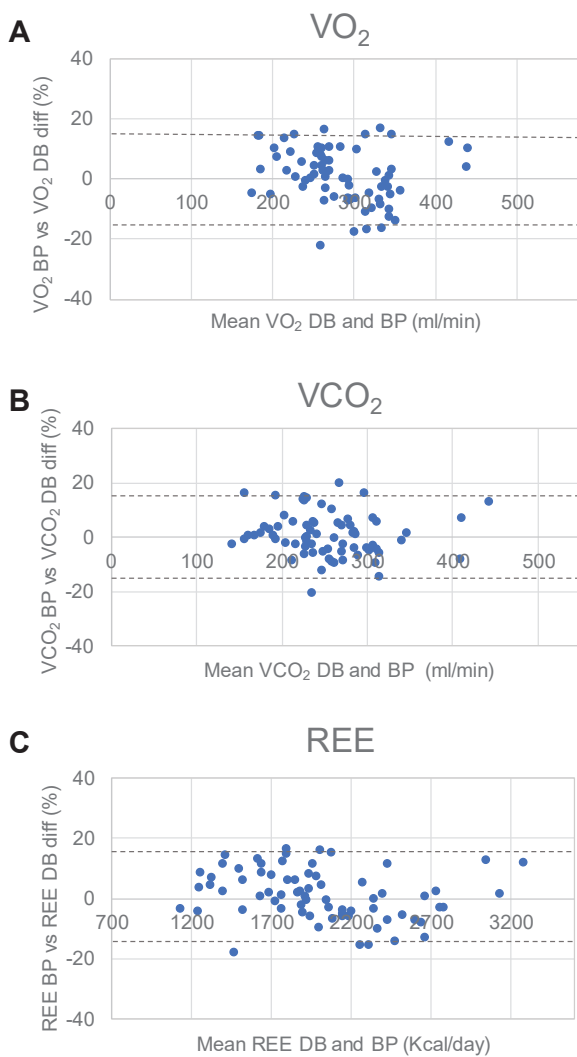 A
VO₂
40
20
0
-20
-40
0 100 200 300 400 500
VO₂ BP vs VO₂ DB diff (%)
Mean VO₂ DB and BP (ml/min)
B
VCO₂
40
20
0
-20
-40
0 100 200 300 400 500
VCO₂ BP vs VCO₂ DB diff (%)
Mean VCO₂ DB and BP (ml/min)
C
REE
40
20
0
-20
-40
700 1200 1700 2200 2700 3200
REE BP vs REE DB diff (%)
Mean REE DB and BP (Kcal/day)